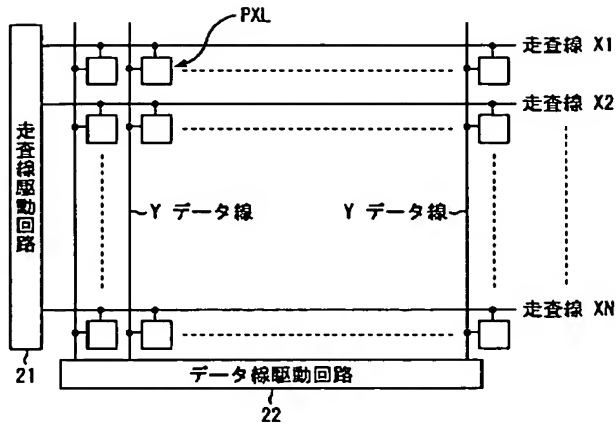 PXL
走査線 X1
走査線 X2
走査線駆動回路
Y データ線
Y データ線
走査線 XN
21
データ線駆動回路
22